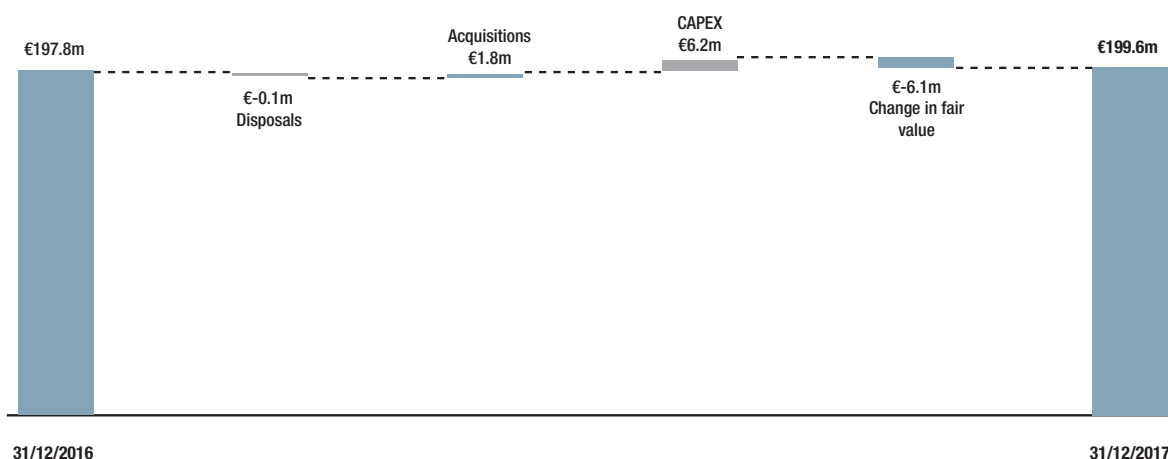 €197.8m
€-0.1m
Disposals
Acquisitions
€1.8m
CAPEX
€6.2m
€-6.1m
Change in fair
value
€199.6m
31/12/2016
31/12/2017